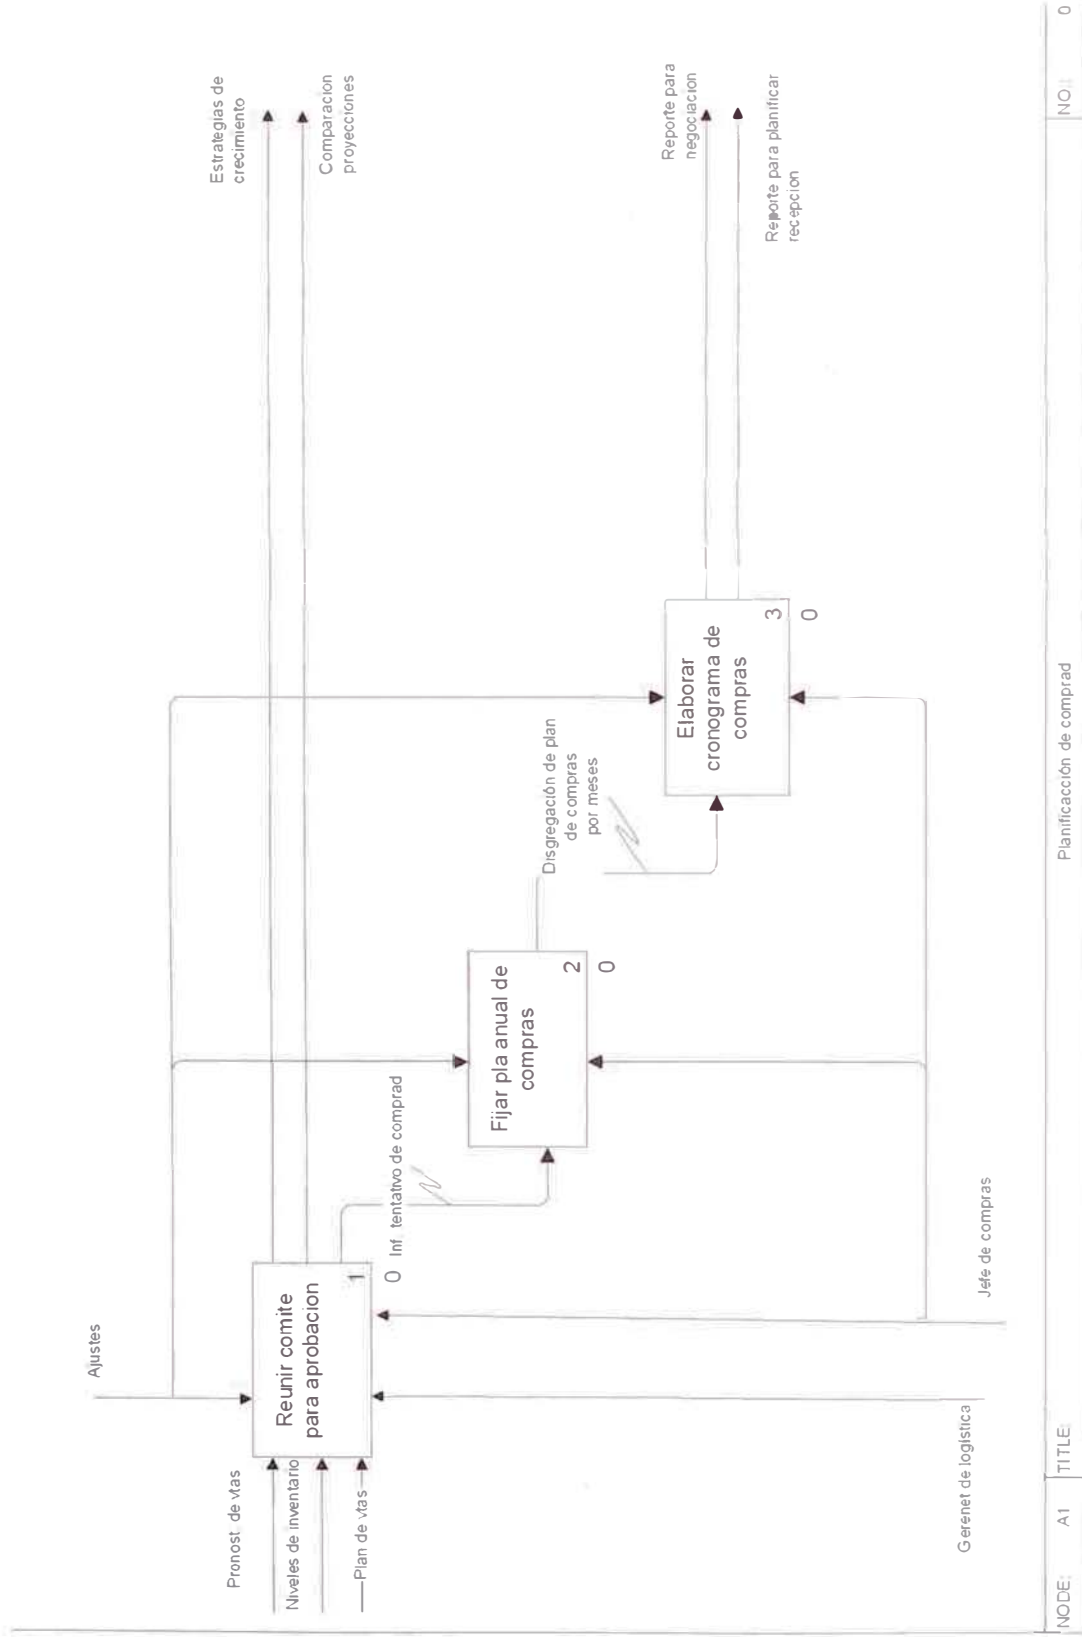 Ajustes
Estrategias de
crecimiento
Pronost. de vtas
Niveles de inventario
Plan de vtas
Reunir comite
para aprobacion
1
0
Comparacion
proyecciones
Inf. tentativo de comprad
Fijar pla anual de
compras
2
0
Disgregación de plan
de compras
por meses
Elaborar
cronograma de
compras
3
0
Reporte para
negociacion
Reporte para planificar
recepcion
Gerenet de logística
Jefe de compras
NODE: A1
TITLE:
Planificacción de comprad
NO.: 0